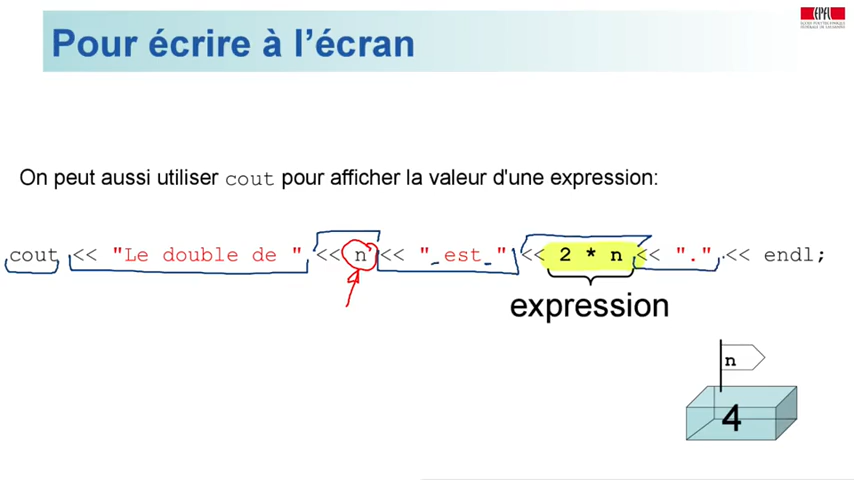 EPFL
Pour écrire à l'écran
On peut aussi utiliser cout pour afficher la valeur d'une expression:
cout << "Le double de " << n << " est " << 2 * n << "." << endl;
expression
n
4